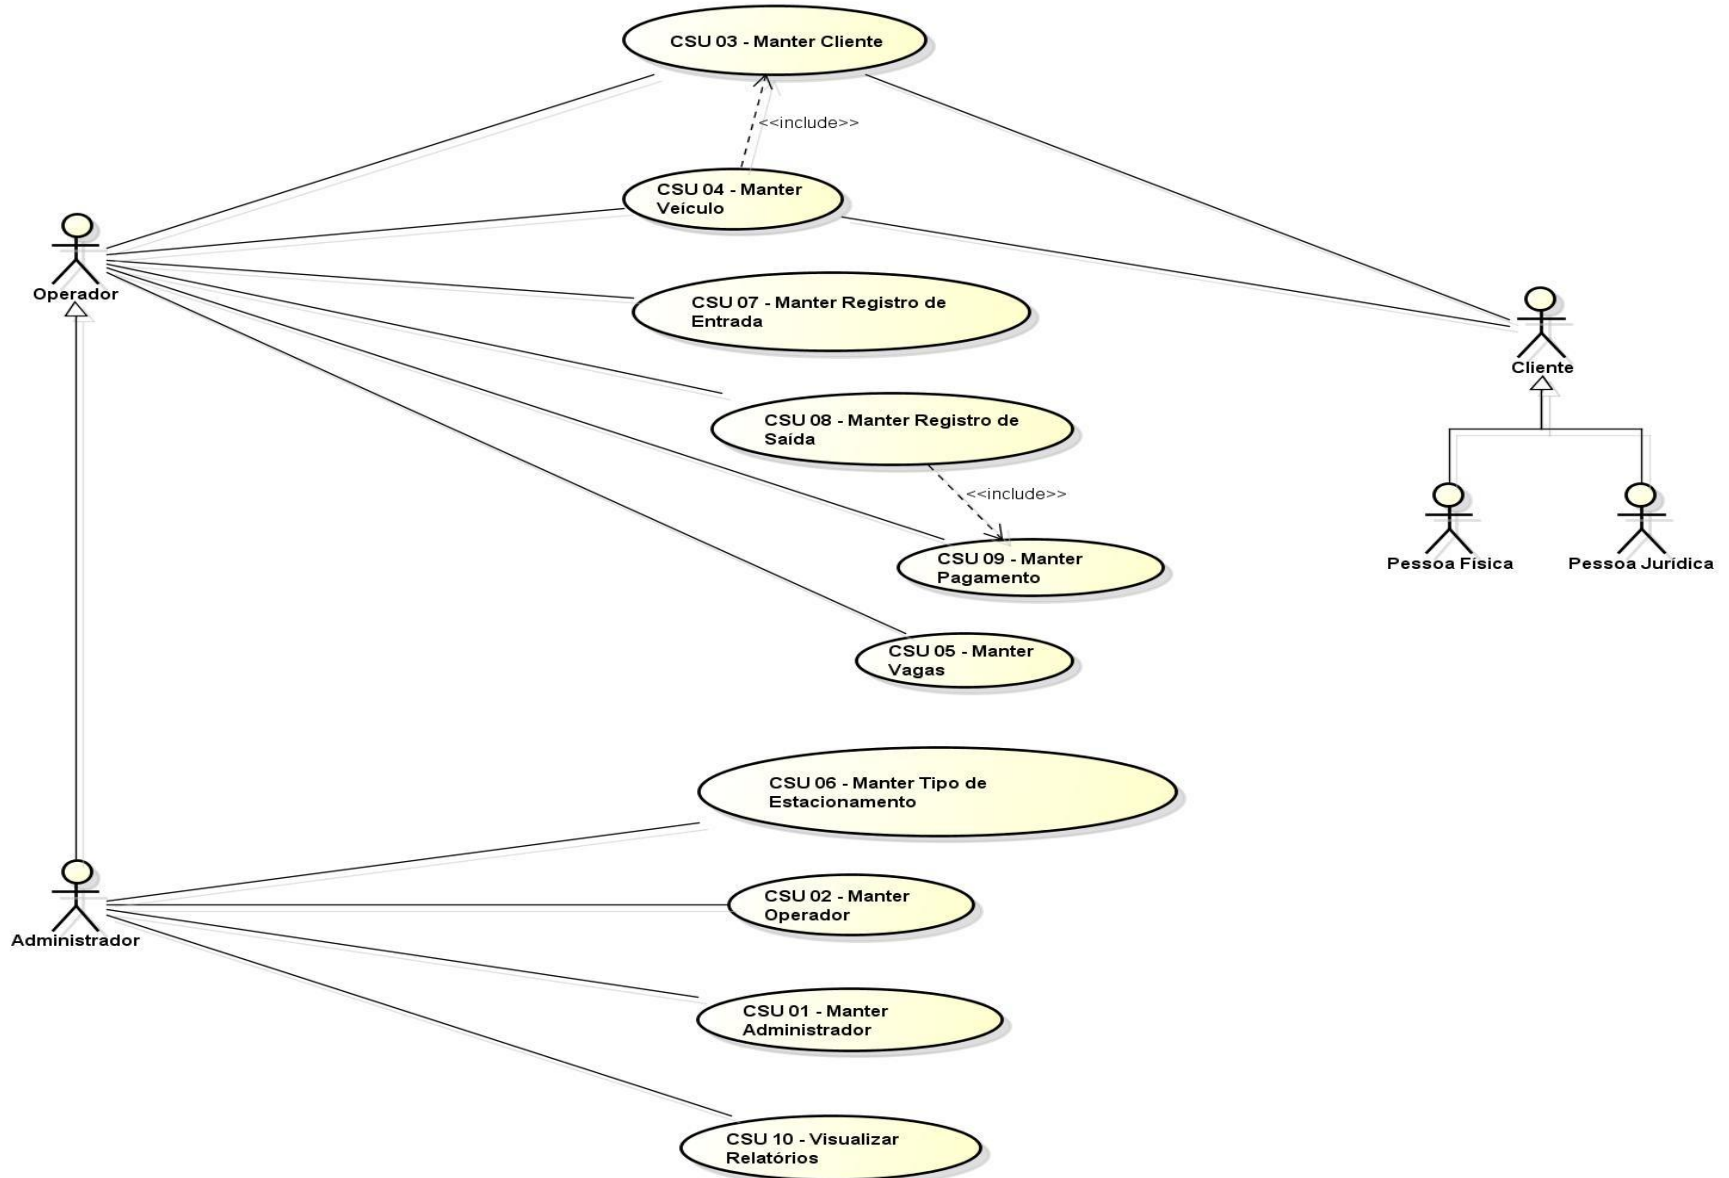 CSU 03 - Manter Cliente
<<include>>
CSU 04 - Manter
Veículo
Operador
CSU 07 - Manter Registro de
Entrada
Cliente
CSU 08 - Manter Registro de
Saída
<<include>>
CSU 09 - Manter
Pagamento
Pessoa Física
Pessoa Jurídica
CSU 05 - Manter
Vagas
CSU 06 - Manter Tipo de
Estacionamento
Administrador
CSU 02 - Manter
Operador
CSU 01 - Manter
Administrador
CSU 10 - Visualizar
Relatórios